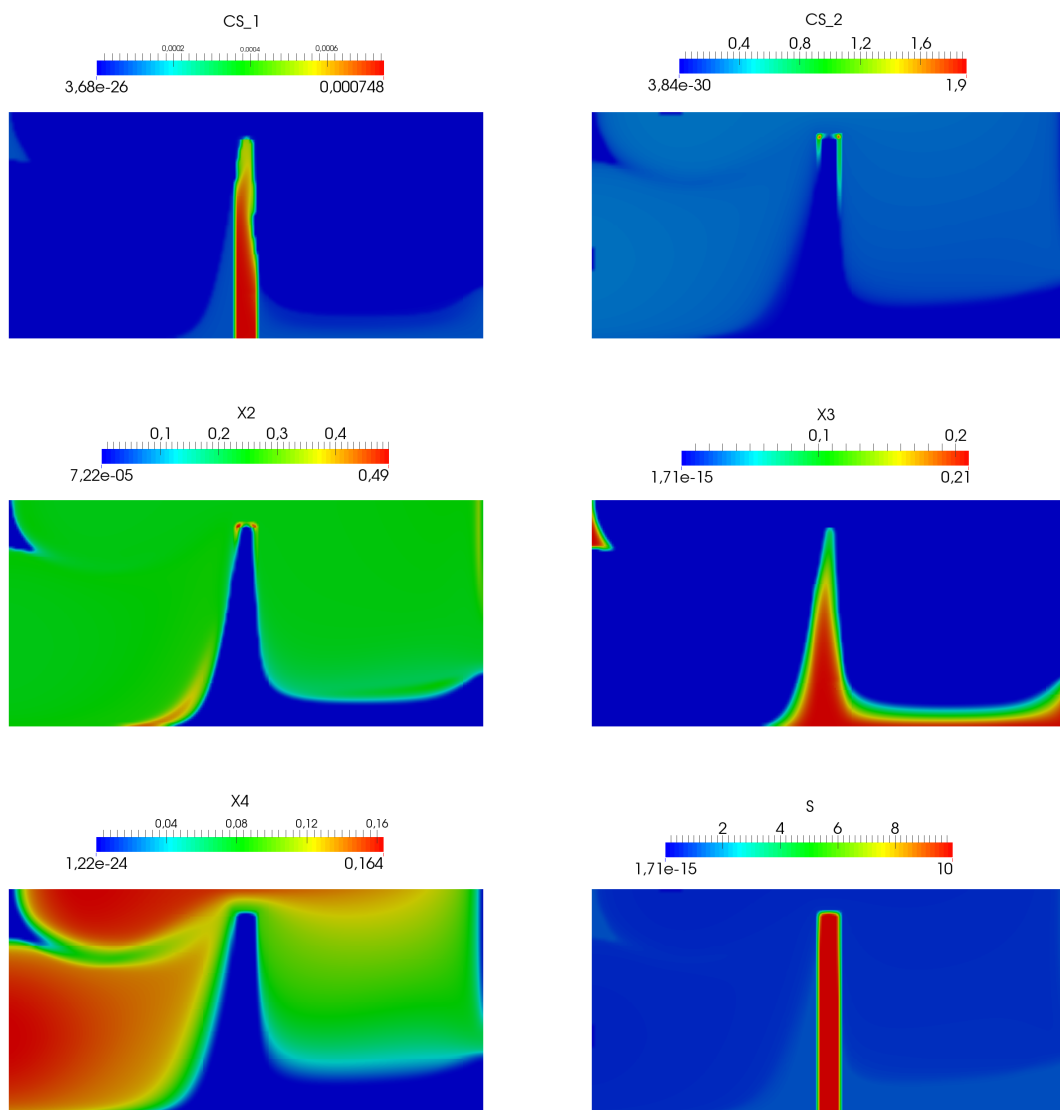 CS_1
0,0002 0,0004 0,0006
3,68e-26 0,000748
CS_2
0,4 0,8 1,2 1,6
3,84e-30 1,9
X2
0,1 0,2 0,3 0,4
7,22e-05 0,49
X3
0,1 0,2
1,71e-15 0,21
X4
0,04 0,08 0,12 0,16
1,22e-24 0,164
S
2 4 6 8
1,71e-15 10